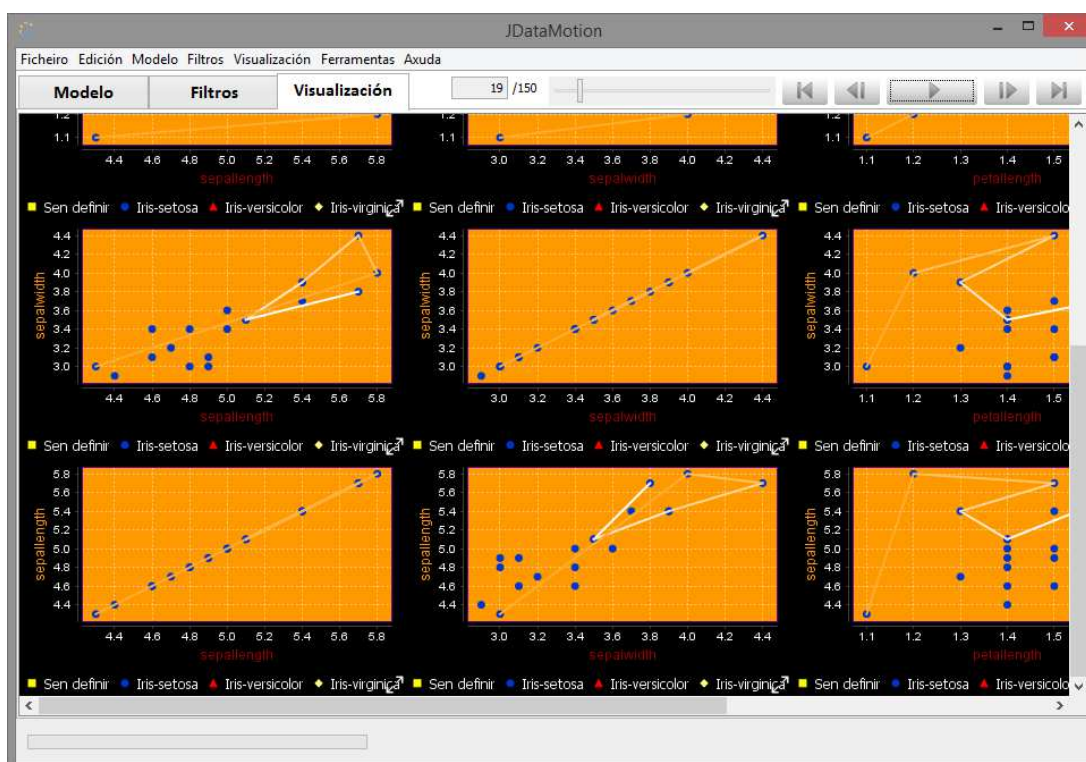 JDataMotion
Ficheiro Edición Modelo Filtros Visualización Ferramentas Axuda
Modelo Filtros Visualización 19 /150
1.2 1.2 1.2
1.1 1.1 1.1
4.4 4.6 4.8 5.0 5.2 5.4 5.6 5.8 3.0 3.2 3.4 3.6 3.8 4.0 4.2 4.4 1.1 1.2 1.3 1.4 1.5
sepallength sepalwidth petallength
Sen definir Iris-setosa Iris-versicolor Iris-virginica Sen definir Iris-setosa Iris-versicolor Iris-virginica Sen definir Iris-setosa Iris-versicolo
sepalwidth
4.4
4.2
4.0
3.8
3.6
3.4
3.2
3.0
4.4 4.6 4.8 5.0 5.2 5.4 5.6 5.8
sepallength
sepalwidth
4.4
4.2
4.0
3.8
3.6
3.4
3.2
3.0
3.0 3.2 3.4 3.6 3.8 4.0 4.2 4.4
sepalwidth
sepalwidth
4.4
4.2
4.0
3.8
3.6
3.4
3.2
3.0
1.1 1.2 1.3 1.4 1.5
petallength
Sen definir Iris-setosa Iris-versicolor Iris-virginica Sen definir Iris-setosa Iris-versicolor Iris-virginica Sen definir Iris-setosa Iris-versicolo
sepallength
5.8
5.6
5.4
5.2
5.0
4.8
4.6
4.4
4.4 4.6 4.8 5.0 5.2 5.4 5.6 5.8
sepallength
sepallength
5.8
5.6
5.4
5.2
5.0
4.8
4.6
4.4
3.0 3.2 3.4 3.6 3.8 4.0 4.2 4.4
sepalwidth
sepallength
5.8
5.6
5.4
5.2
5.0
4.8
4.6
4.4
1.1 1.2 1.3 1.4 1.5
petallength
Sen definir Iris-setosa Iris-versicolor Iris-virginica Sen definir Iris-setosa Iris-versicolor Iris-virginica Sen definir Iris-setosa Iris-versicolo